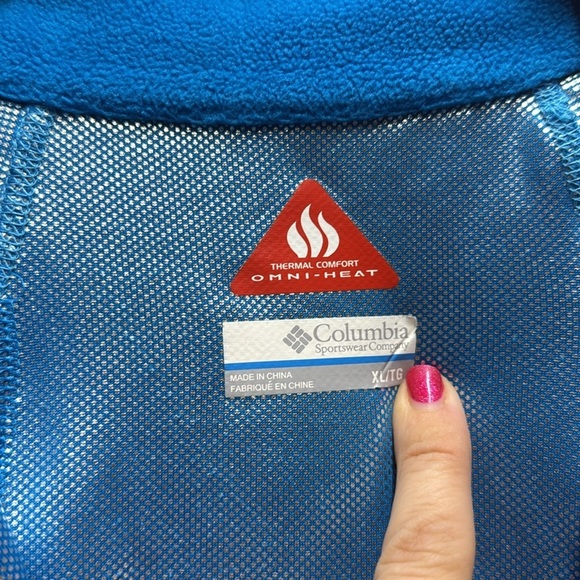 THERMAL COMFORT
OMNI-HEAT
Columbia
Sportswear Company
MADE IN CHINA
FABRIQUÉ EN CHINE
XL/TG